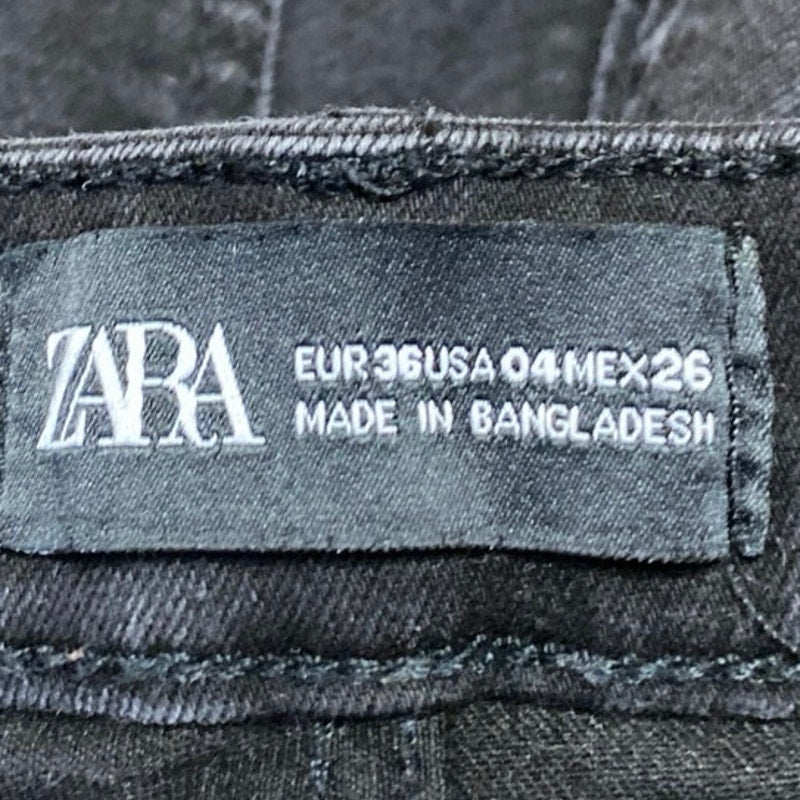 ZARA
EUR 36 USA 04 MEX 26
MADE IN BANGLADESH